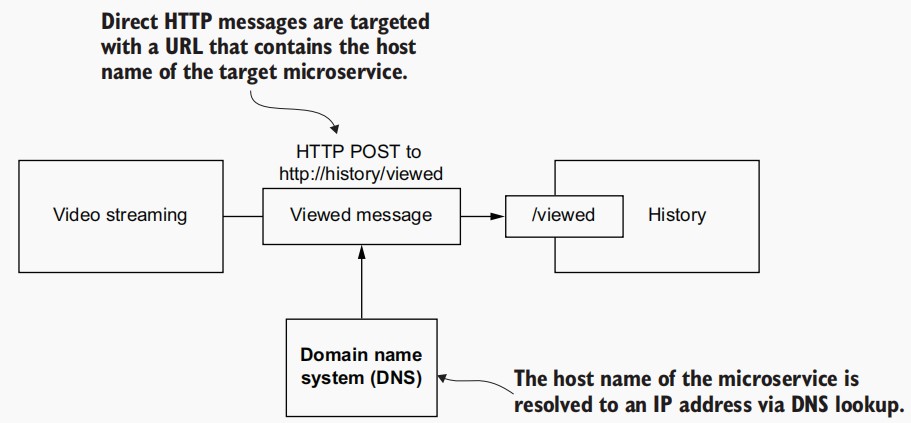 Direct HTTP messages are targeted
with a URL that contains the host
name of the target microservice.
HTTP POST to
http://history/viewed
Video streaming
Viewed message
/viewed
History
Domain name
system (DNS)
The host name of the microservice is
resolved to an IP address via DNS lookup.